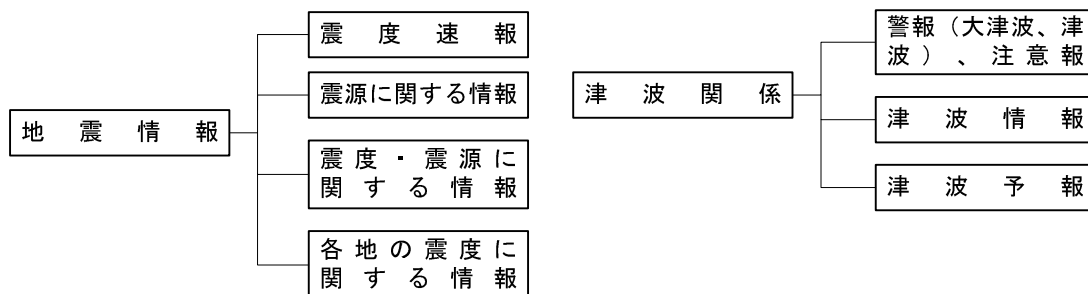 地震情報
震度速報
震源に関する情報
震度・震源に
関する情報
各地の震度に
関する情報
津波関係
警報（大津波、津
波）、注意報
津波情報
津波予報